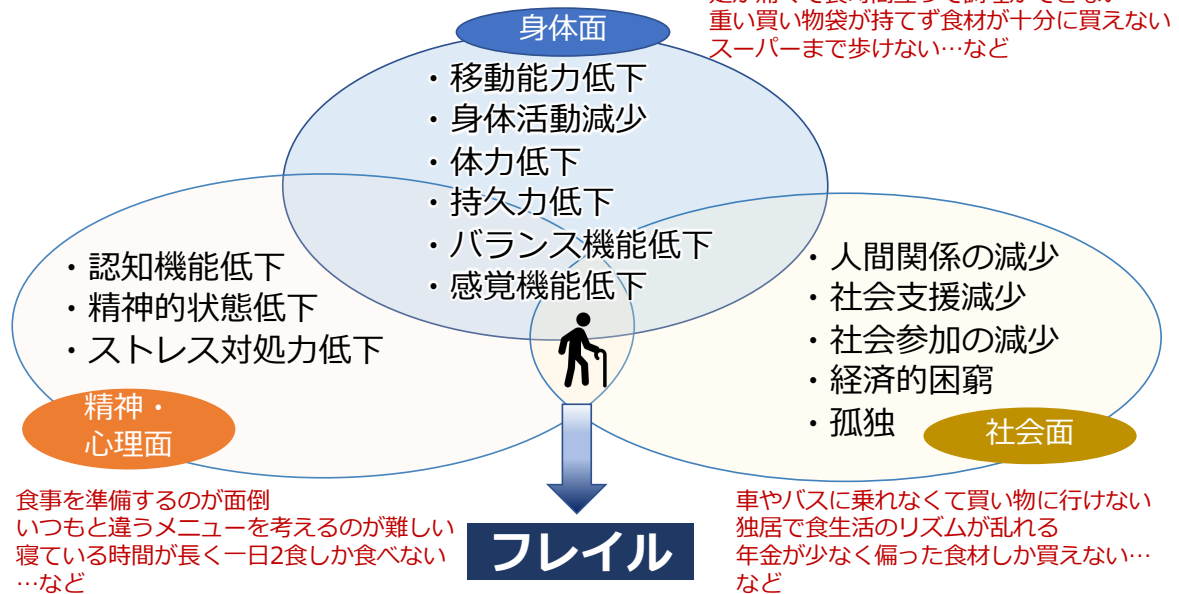 身体面
重い買い物袋が持てず食材が十分に買えない
スーパーまで歩けない…など
・移動能力低下
・身体活動減少
・体力低下
・持久力低下
・バランス機能低下
・感覚機能低下
・認知機能低下
・精神的状態低下
・ストレス対処力低下
精神・
心理面
・人間関係の減少
・社会支援減少
・社会参加の減少
・経済的困窮
・孤独
社会面
食事を準備するのが面倒
いつもと違うメニューを考えるのが難しい
寝ている時間が長く一日2食しか食べない
…など
フレイル
車やバスに乗れなくて買い物に行けない
独居で食生活のリズムが乱れる
年金が少なく偏った食材しか買えない…
など